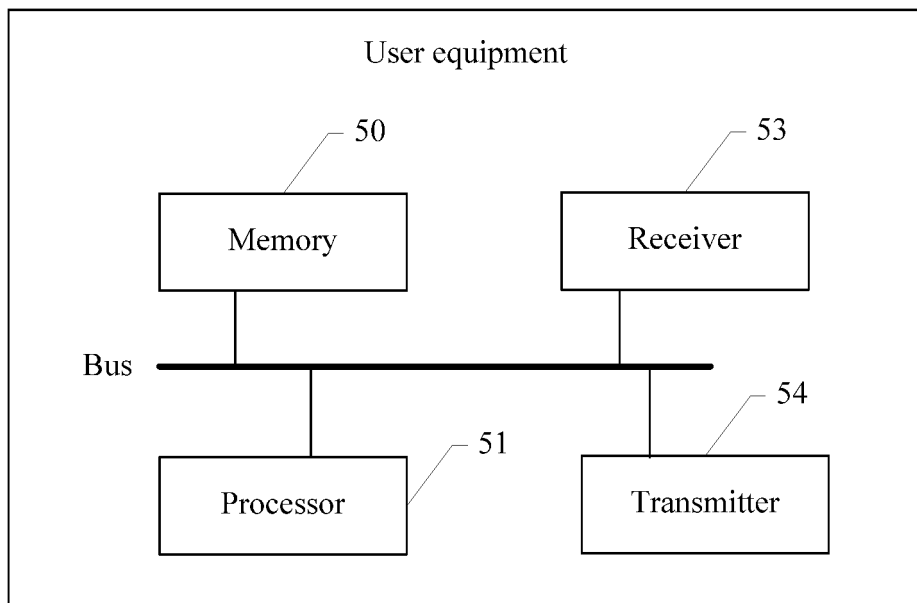 User equipment
50
53
Memory
Receiver
Bus
54
51
Processor
Transmitter